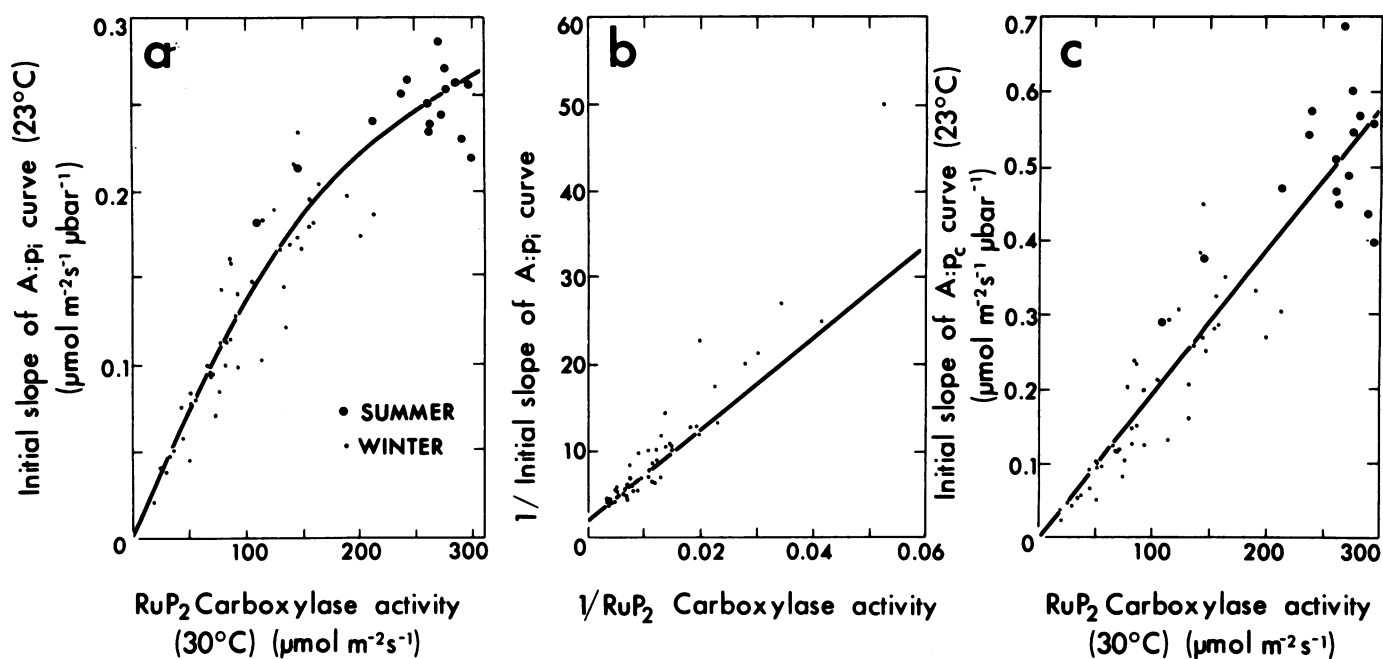 a
Initial slope of A:pᵢ curve (23°C)
(μmol m⁻²s⁻¹ μbar⁻¹)
0.3
0.2
0.1
0
100
200
300
● SUMMER
· WINTER
RuP₂ Carboxylase activity
(30°C) (μmol m⁻²s⁻¹)
b
1/ Initial slope of A:pᵢ curve
60
50
40
30
20
10
0
0
0.02
0.04
0.06
1/RuP₂ Carboxylase activity
c
Initial slope of A:p꜀ curve (23°C)
(μmol m⁻²s⁻¹ μbar⁻¹)
0.7
0.6
0.5
0.4
0.3
0.2
0.1
0
100
200
300
RuP₂ Carboxylase activity
(30°C) (μmol m⁻²s⁻¹)